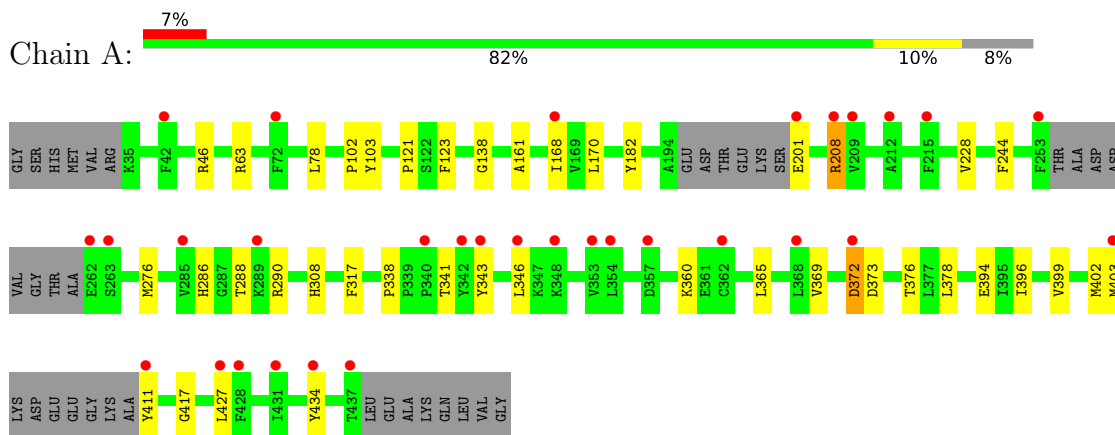 7%
Chain A:
82% 10% 8%
GLY SER HIS MET VAL ARG K35 F42 R46 R63 F72 L78 P102 Y103 P121 S122 F123 G138 A161 I168 V169 L170 Y182 A194 GLU ASP THR GLU LYS SER E201 R208 V209 A212 F215 V228 F244 F253 THR ALA ASP ASP
VAL GLY THR ALA E262 S263 M276 V285 H286 G287 T288 K289 R290 H308 F317 P338 P339 P340 T341 Y342 Y343 L346 K347 K348 V353 L354 D357 K360 E361 C362 L365 L368 V369 D372 D373 T376 L377 L378 E394 I395 I396 V399 M402 M403
LYS ASP GLU GLU GLY LYS ALA Y411 G417 L427 F428 I431 Y434 T437 LEU GLU ALA LYS GLN LEU VAL GLY